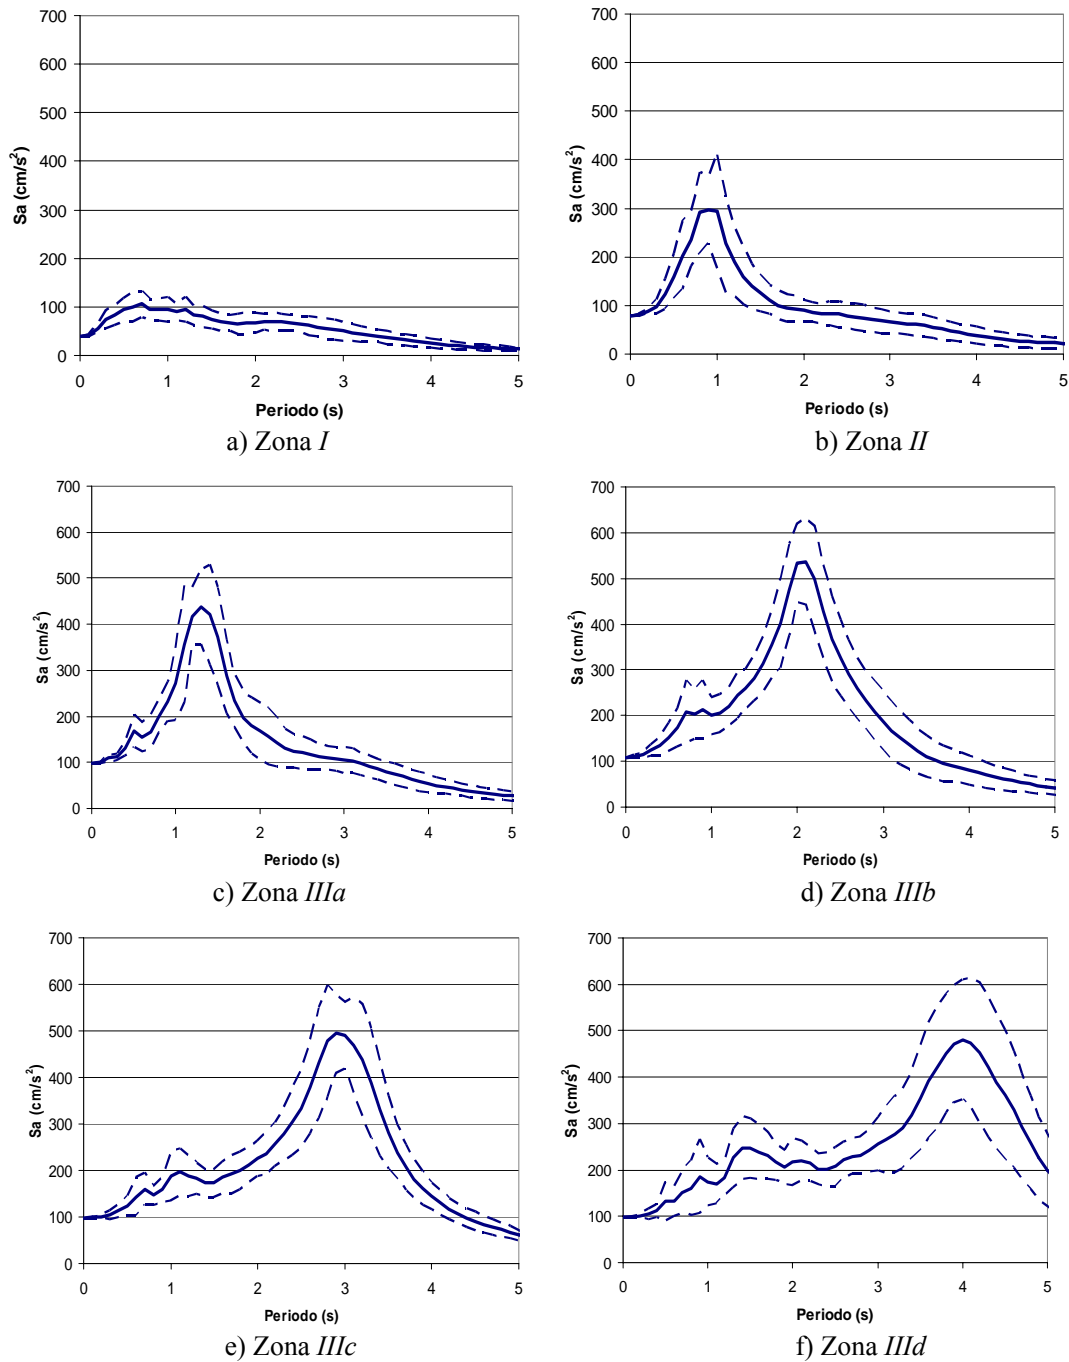 700
600
500
400
300
200
100
0
Sa (cm/s²)
0 1 2 3 4 5
Periodo (s)
a) Zona I
700
600
500
400
300
200
100
0
Sa (cm/s²)
0 1 2 3 4 5
Periodo (s)
b) Zona II
700
600
500
400
300
200
100
0
Sa (cm/s²)
0 1 2 3 4 5
Periodo (s)
c) Zona IIIa
700
600
500
400
300
200
100
0
Sa (cm/s²)
0 1 2 3 4 5
Periodo (s)
d) Zona IIIb
700
600
500
400
300
200
100
0
Sa (cm/s²)
0 1 2 3 4 5
Periodo (s)
e) Zona IIIc
700
600
500
400
300
200
100
0
Sa (cm/s²)
0 1 2 3 4 5
Periodo (s)
f) Zona IIId